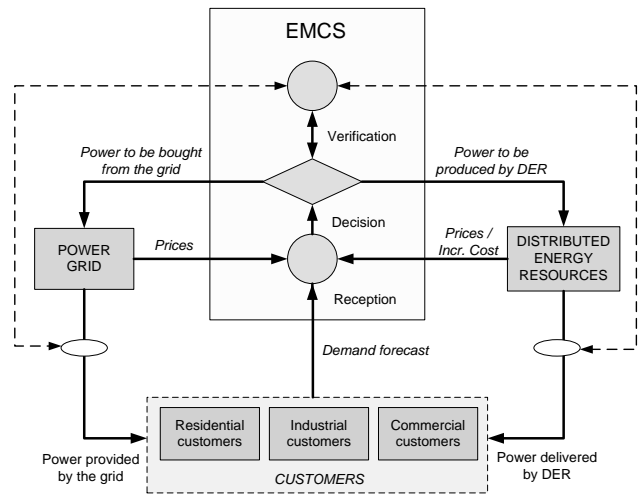 EMCS
Verification
Power to be bought
from the grid
Power to be
produced by DER
Decision
POWER
GRID
Prices
Prices /
Incr. Cost
DISTRIBUTED
ENERGY
RESOURCES
Reception
Demand forecast
Residential
customers
Industrial
customers
Commercial
customers
Power provided
by the grid
CUSTOMERS
Power delivered
by DER